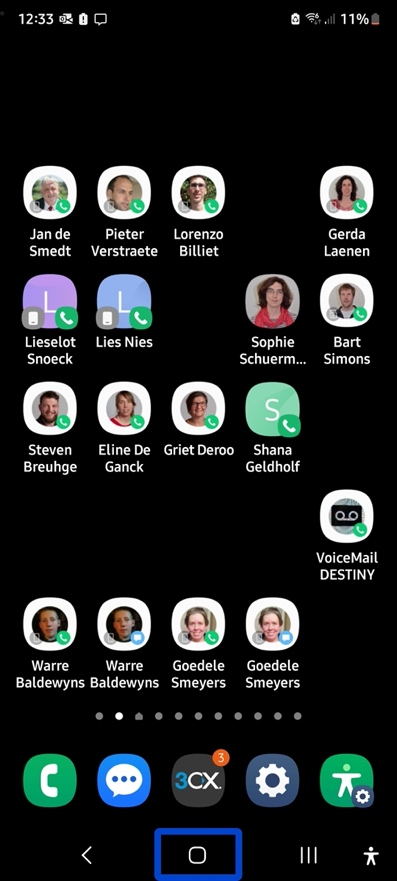 12:33
11%
Jan de
Smedt
Pieter
Verstraete
Lorenzo
Billiet
Gerda
Laenen
L
Lieselot
Snoeck
L
Lies Nies
Sophie
Schuerm...
Bart
Simons
Steven
Breuhge
Eline De
Ganck
Griet Deroo
S
Shana
Geldholf
VoiceMail
DESTINY
Warre
Baldewyns
Warre
Baldewyns
Goedele
Smeyers
Goedele
Smeyers
3CX.
3